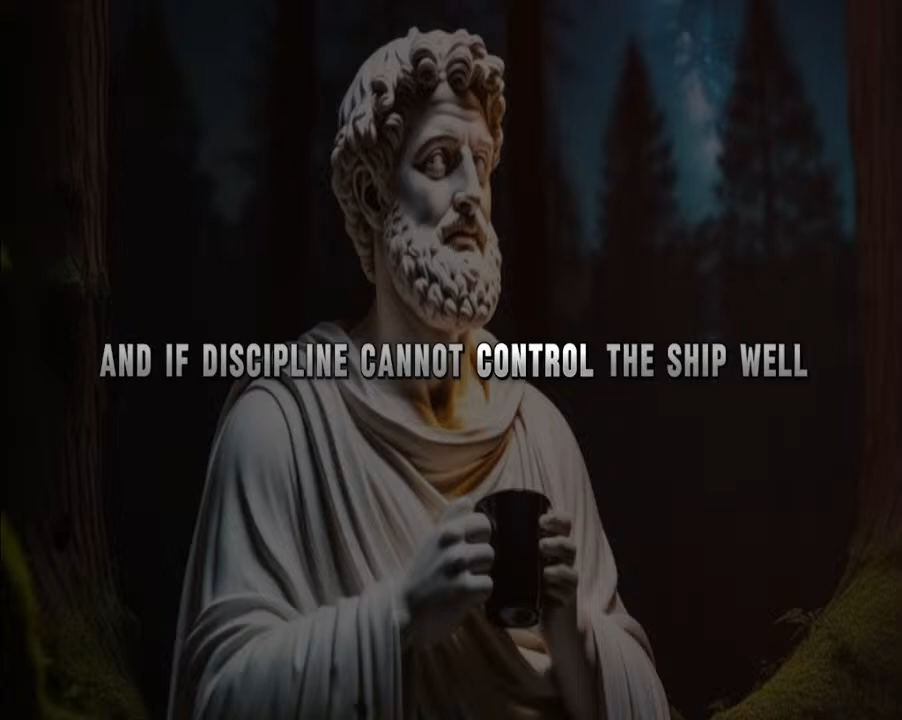 AND IF DISCIPLINE CANNOT CONTROL THE SHIP WELL